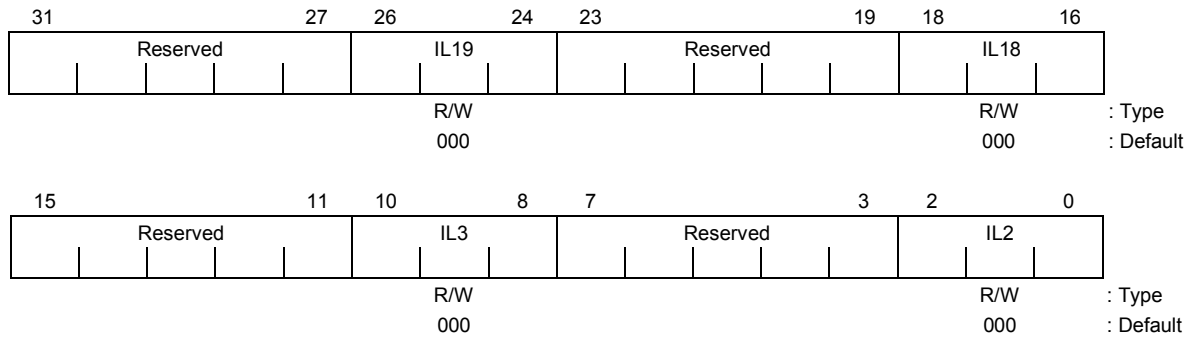 31 27 26 24 23 19 18 16
Reserved IL19 Reserved IL18
R/W R/W : Type
000 000 : Default
15 11 10 8 7 3 2 0
Reserved IL3 Reserved IL2
R/W R/W : Type
000 000 : Default